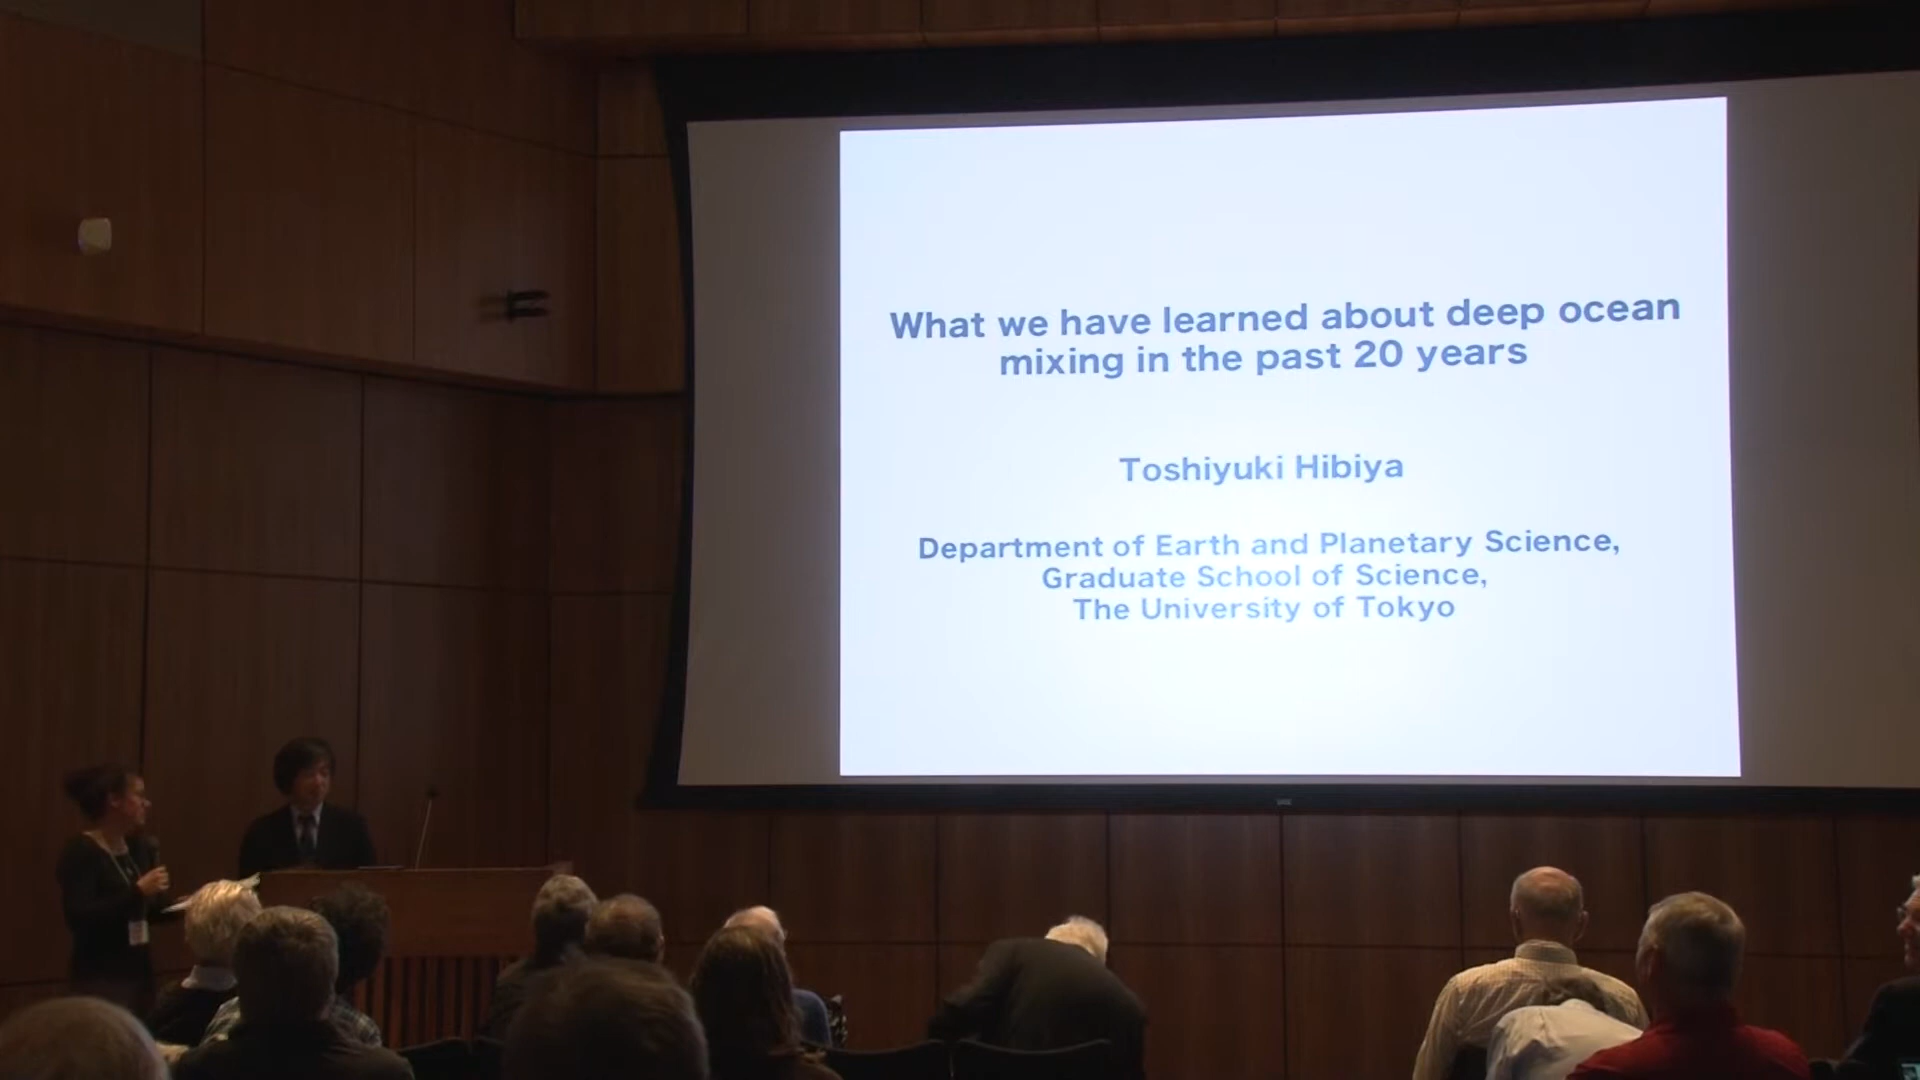 What we have learned about deep ocean
mixing in the past 20 years
Toshiyuki Hibiya
Department of Earth and Planetary Science,
Graduate School of Science,
The University of Tokyo